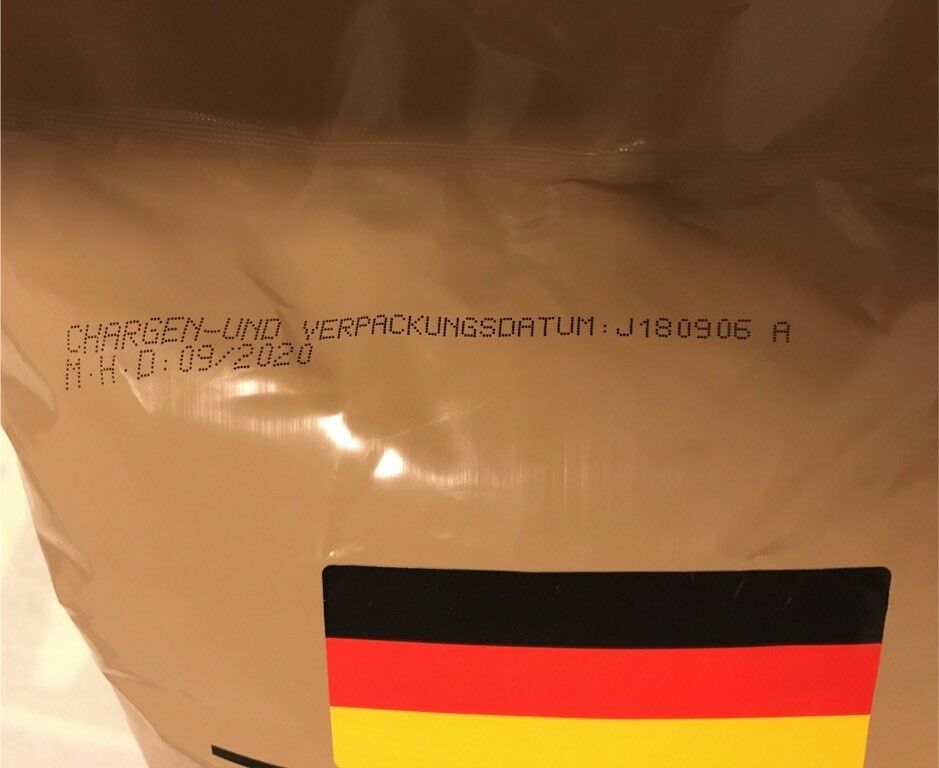 CHARGEN-UND VERPACKUNGSDATUM:J180906 A
M.H.D:09/2020